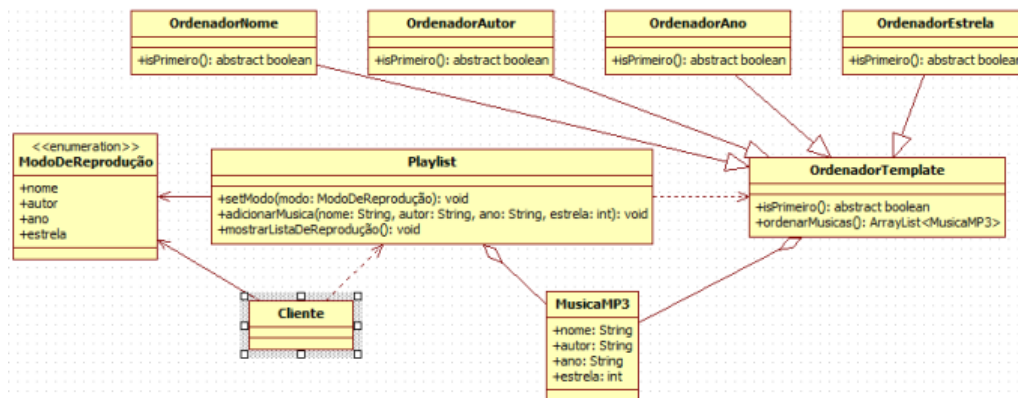 OrdenadorNome
+isPrimeiro(): abstract boolean
OrdenadorAutor
+isPrimeiro(): abstract boolean
OrdenadorAno
+isPrimeiro(): abstract boolean
OrdenadorEstrela
+isPrimeiro(): abstract boolean
<<enumeration>>
ModoDeReprodução
+nome
+autor
+ano
+estrela
Playlist
+setModo(modo: ModoDeReprodução): void
+adicionarMusica(nome: String, autor: String, ano: String, estrela: int): void
+mostrarListaDeReprodução(): void
OrdenadorTemplate
+isPrimeiro(): abstract boolean
+ordenarMusicas(): ArrayList<MusicaMP3>
Cliente
MusicaMP3
+nome: String
+autor: String
+ano: String
+estrela: int